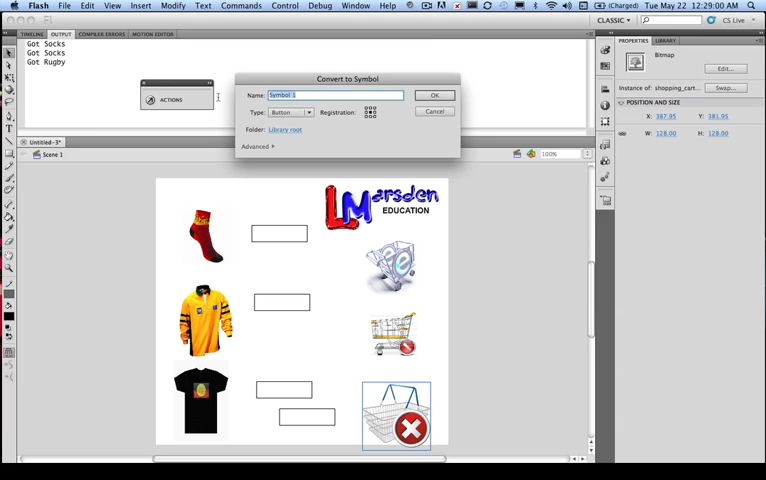 Flash File Edit View Insert Modify Text Commands Control Debug Window Help (Charged) Tue May 22 12:29:00 AM
CLASSIC CS Live
TIMELINE OUTPUT COMPILER ERRORS MOTION EDITOR
Got Socks
Got Socks
Got Rugby
ACTIONS
Convert to Symbol
Name: Symbol 1 OK
Type: Button Registration: Cancel
Folder: Library root
Advanced
Untitled-3*
Scene 1 100%
PROPERTIES LIBRARY
Bitmap
Edit...
Instance of: shopping_cart... Swap...
POSITION AND SIZE
X: 387.95 Y: 381.95
W: 128.00 H: 128.00
LMarsden
EDUCATION